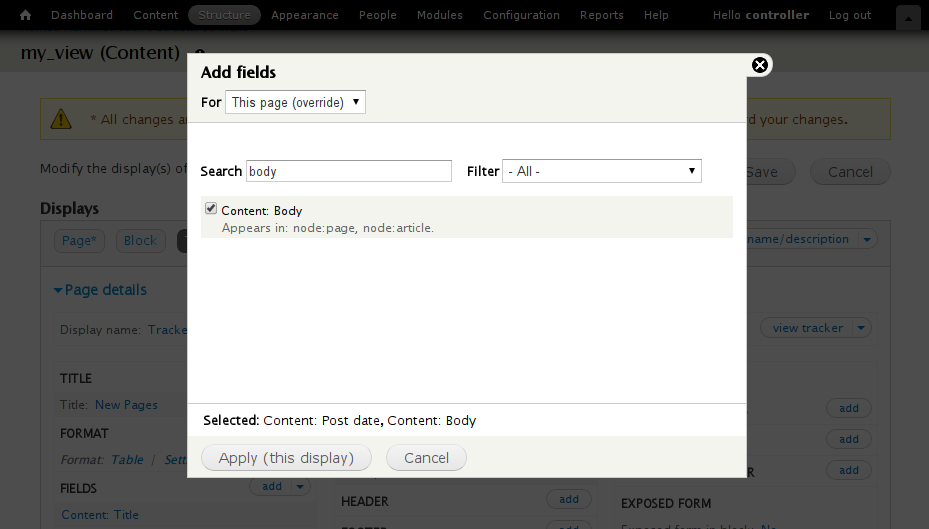 Dashboard Content Structure Appearance People Modules Configuration Reports Help Hello controller Log out
my_view (Content)
Add fields
For This page (override)
* All changes a
d your changes.
Modify the display(s) of
Save Cancel
Search body Filter - All -
Displays
Content: Body
Appears in: node:page, node:article.
Page* Block
name/description
Page details
Display name: Tracke
view tracker
TITLE
Title: New Pages
add
Selected: Content: Post date, Content: Body
FORMAT
add
Format: Table | Sett
Apply (this display) Cancel
R add
FIELDS add
HEADER add
EXPOSED FORM
Content: Title